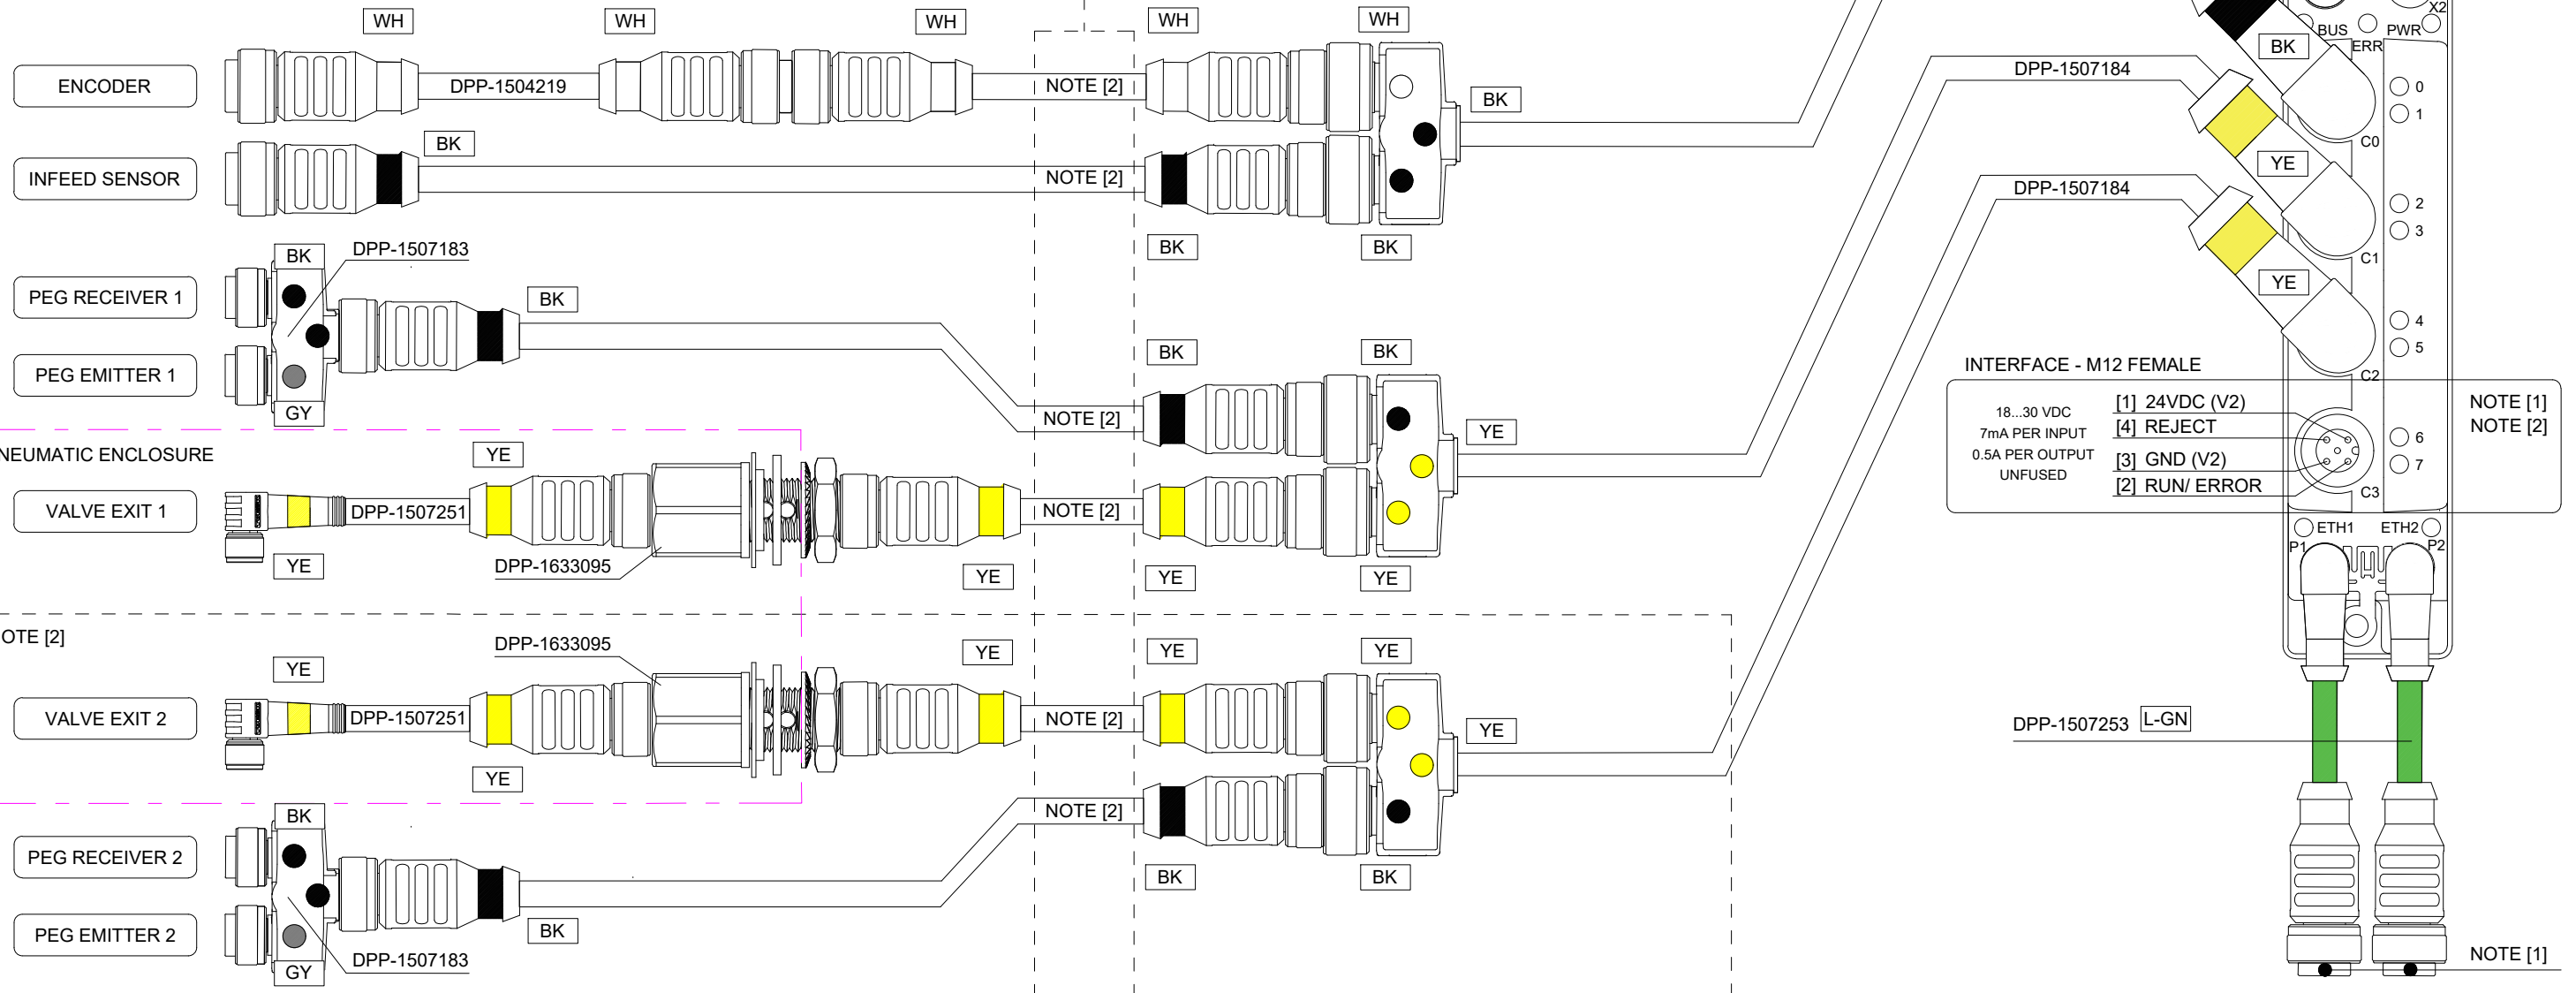 WH
WH
WH
WH
WH
X2
BUS
ERR
PWR
BK
ENCODER
DPP-1504219
NOTE [2]
BK
DPP-1507184
0
1
C0
BK
INFEED SENSOR
NOTE [2]
YE
DPP-1507184
2
3
BK
BK
BK
DPP-1507183
C1
PEG RECEIVER 1
BK
YE
4
5
BK
BK
PEG EMITTER 1
GY
C2
INTERFACE - M12 FEMALE
18...30 VDC
7mA PER INPUT
0.5A PER OUTPUT
UNFUSED
[1] 24VDC (V2)
[4] REJECT
[3] GND (V2)
[2] RUN/ ERROR
NOTE [1]
NOTE [2]
6
7
C3
NOTE [2]
YE
NEUMATIC ENCLOSURE
YE
VALVE EXIT 1
DPP-1507251
NOTE [2]
ETH1
ETH2
P1
P2
YE
DPP-1633095
YE
YE
YE
OTE [2]
DPP-1633095
YE
YE
YE
YE
VALVE EXIT 2
DPP-1507251
NOTE [2]
YE
DPP-1507253
L-GN
YE
BK
NOTE [2]
PEG RECEIVER 2
BK
BK
PEG EMITTER 2
BK
GY
DPP-1507183
NOTE [1]